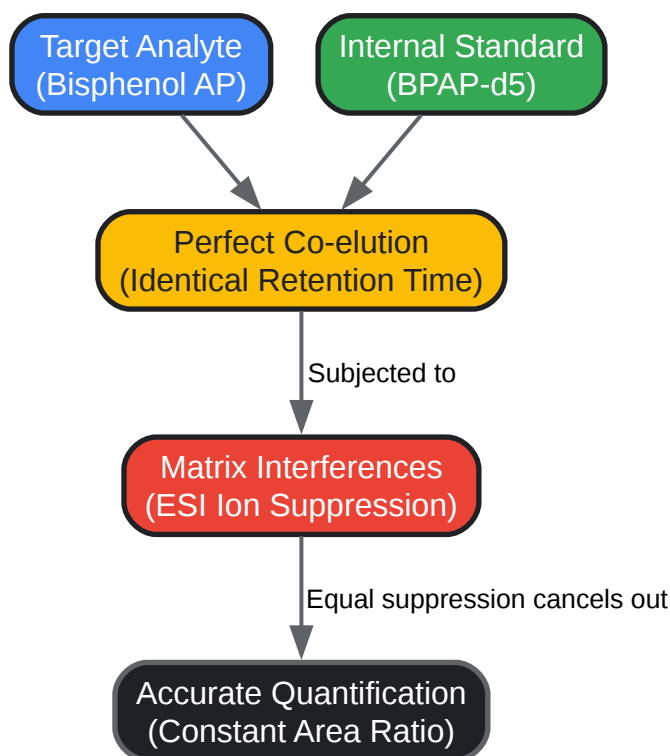 Target Analyte
(Bisphenol AP)
Internal Standard
(BPAP-d5)
Perfect Co-elution
(Identical Retention Time)
Subjected to
Matrix Interferences
(ESI Ion Suppression)
Equal suppression cancels out
Accurate Quantification
(Constant Area Ratio)